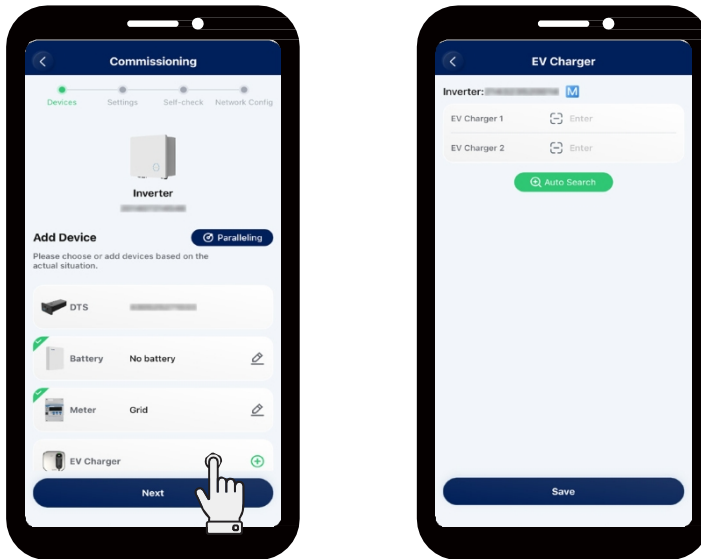 Commissioning
Devices Settings Self-check Network Config
Inverter
Add Device
Paralleling
Please choose or add devices based on the
actual situation.
DTS
Battery No battery
Meter Grid
EV Charger
Next
EV Charger
Inverter: M
EV Charger 1 Enter
EV Charger 2 Enter
Auto Search
Save